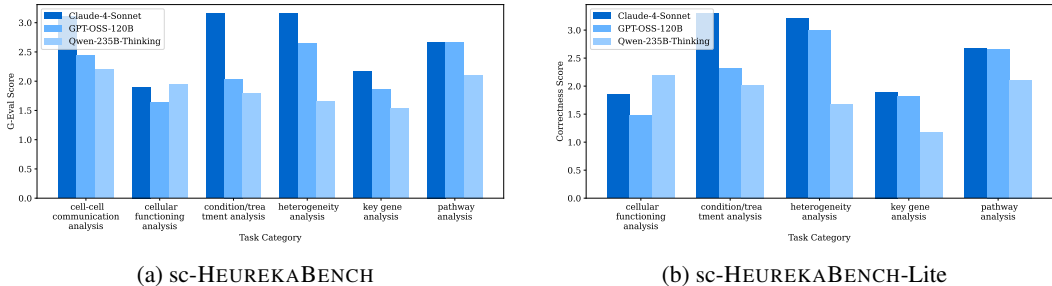 Claude-4-Sonnet
GPT-OSS-120B
Qwen-235B-Thinking
G-Eval Score
3.0
2.5
2.0
1.5
1.0
0.5
0.0
cell-cell
communication
analysis
cellular
functioning
analysis
condition/trea
tment analysis
heterogeneity
analysis
key gene
analysis
pathway
analysis
Task Category
(a) sc-HEUREKABENCH
Claude-4-Sonnet
GPT-OSS-120B
Qwen-235B-Thinking
Correctness Score
3.0
2.5
2.0
1.5
1.0
0.5
0.0
cellular
functioning
analysis
condition/trea
tment analysis
heterogeneity
analysis
key gene
analysis
pathway
analysis
Task Category
(b) sc-HEUREKABENCH-Lite